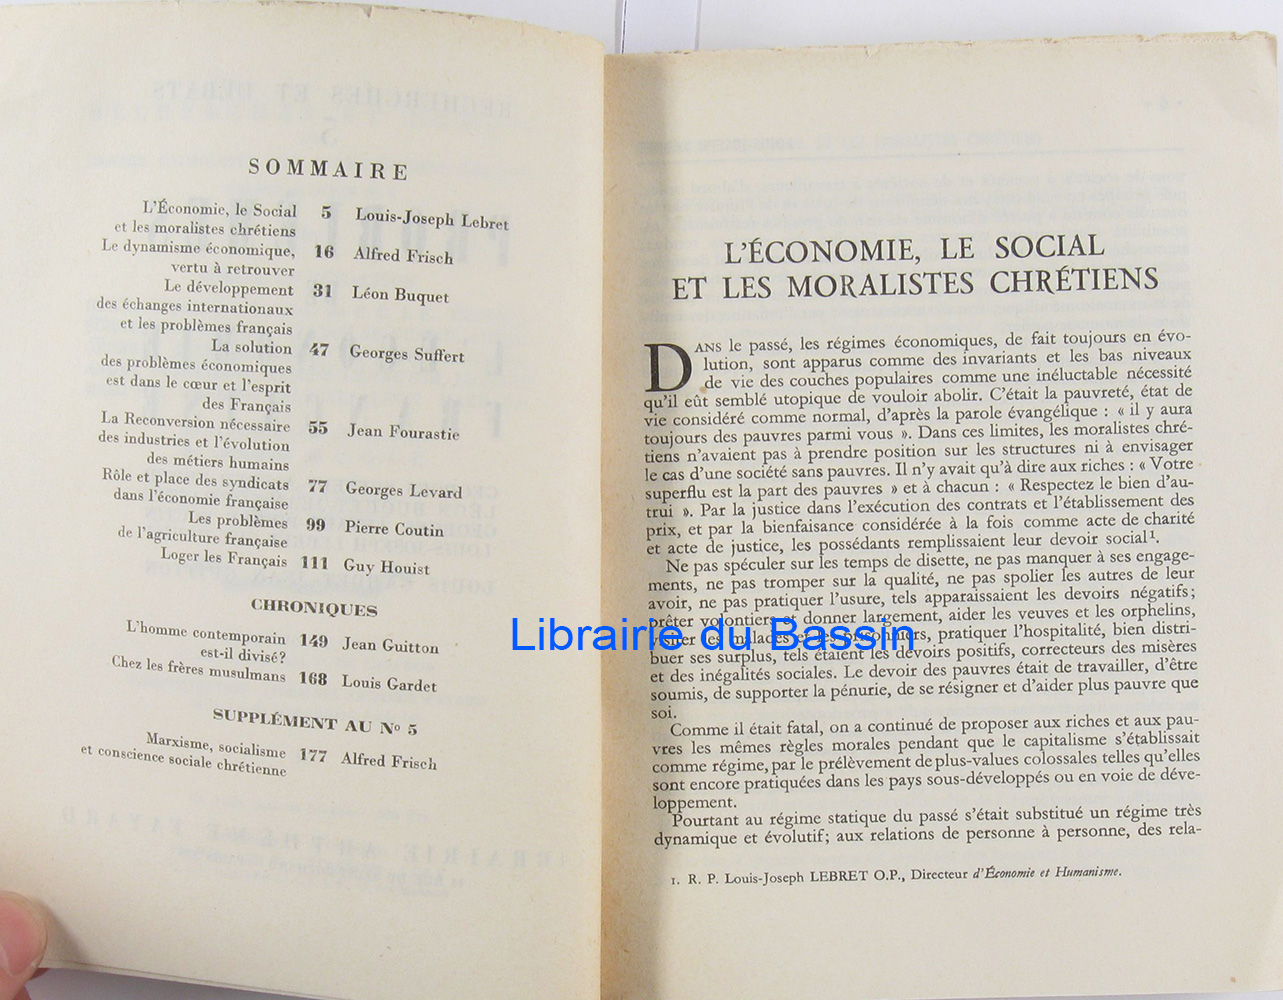 SOMMAIRE
L'Économie, le Social 5 Louis-Joseph Lebret
et les moralistes chrétiens
Le dynamisme économique, 16 Alfred Frisch
vertu à retrouver
Le développement 31 Léon Buquet
des échanges internationaux
et les problèmes français
La solution 47 Georges Suffert
des problèmes économiques
est dans le cœur et l'esprit
des Français
La Reconversion nécessaire 55 Jean Fourastie
des industries et l'évolution
des métiers humains
Rôle et place des syndicats 77 Georges Levard
dans l'économie française
Les problèmes 99 Pierre Coutin
de l'agriculture française
Loger les Français 111 Guy Houist
CHRONIQUES
L'homme contemporain 149 Jean Guitton
est-il divisé?
Chez les frères musulmans 168 Louis Gardet
SUPPLÉMENT AU Nº 5
Marxisme, socialisme 177 Alfred Frisch
et conscience sociale chrétienne
L'ÉCONOMIE, LE SOCIAL
ET LES MORALISTES CHRÉTIENS
DANS le passé, les régimes économiques, de fait toujours en évo-
lution, sont apparus comme des invariants et les bas niveaux
de vie des couches populaires comme une inéluctable nécessité
qu'il eût semblé utopique de vouloir abolir. C'était la pauvreté, état de
vie considéré comme normal, d'après la parole évangélique : « il y aura
toujours des pauvres parmi vous ». Dans ces limites, les moralistes chré-
tiens n'avaient pas à prendre position sur les structures ni à envisager
le cas d'une société sans pauvres. Il n'y avait qu'à dire aux riches : « Votre
superflu est la part des pauvres » et à chacun : « Respectez le bien d'au-
trui ». Par la justice dans l'exécution des contrats et l'établissement des
prix, et par la bienfaisance considérée à la fois comme acte de charité
et acte de justice, les possédants remplissaient leur devoir social¹.
Ne pas spéculer sur les temps de disette, ne pas manquer à ses engage-
ments, ne pas tromper sur la qualité, ne pas spolier les autres de leur
avoir, ne pas pratiquer l'usure, tels apparaissaient les devoirs négatifs;
prêter volontiers et donner largement, aider les veuves et les orphelins,
visiter les malades et les prisonniers, pratiquer l'hospitalité, bien distri-
buer ses surplus, tels étaient les devoirs positifs, correcteurs des misères
et des inégalités sociales. Le devoir des pauvres était de travailler, d'être
soumis, de supporter la pénurie, de se résigner et d'aider plus pauvre que
soi.
Comme il était fatal, on a continué de proposer aux riches et aux pau-
vres les mêmes règles morales pendant que le capitalisme s'établissait
comme régime, par le prélèvement de plus-values colossales telles qu'elles
sont encore pratiquées dans les pays sous-développés ou en voie de déve-
loppement.
Pourtant au régime statique du passé s'était substitué un régime très
dynamique et évolutif; aux relations de personne à personne, des rela-
1. R. P. Louis-Joseph LEBRET O.P., Directeur d'Économie et Humanisme.
Librairie du Bassin